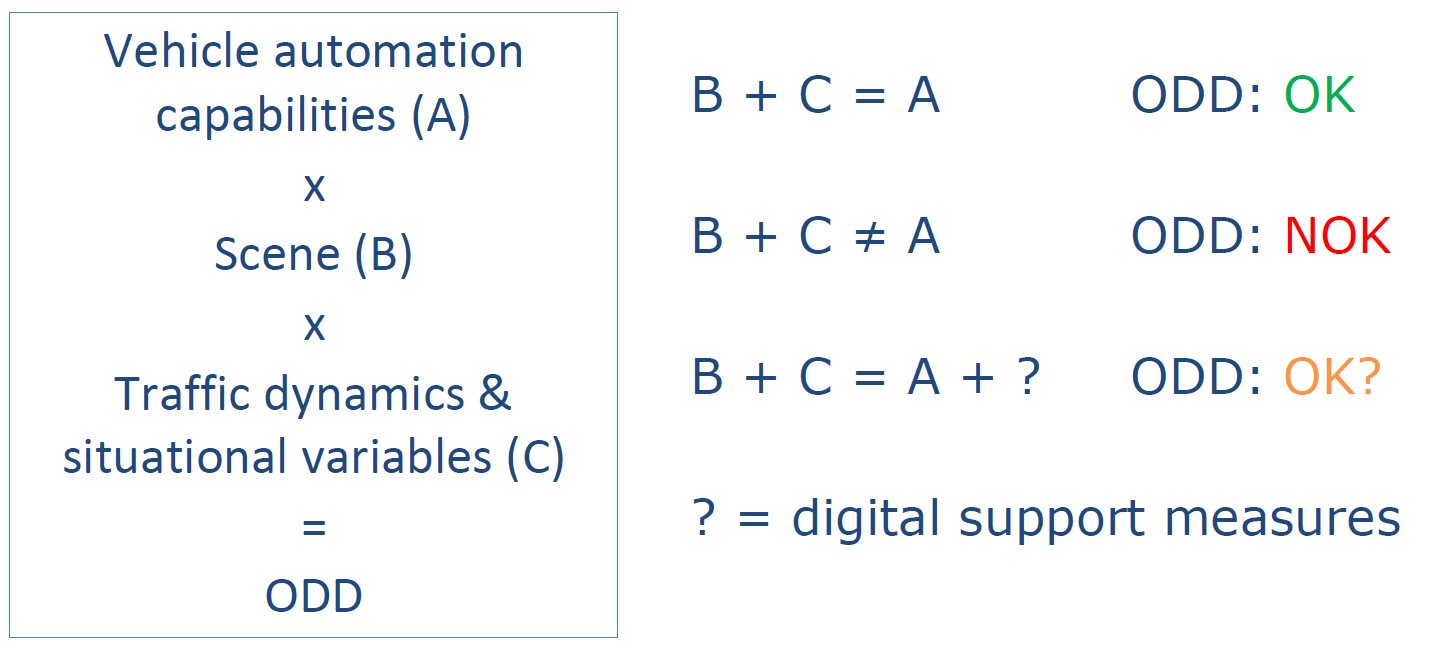 Vehicle automation
capabilities (A)
x
Scene (B)
x
Traffic dynamics &
situational variables (C)
=
ODD
B + C = A ODD: OK
B + C ≠ A ODD: NOK
B + C = A + ? ODD: OK?
? = digital support measures